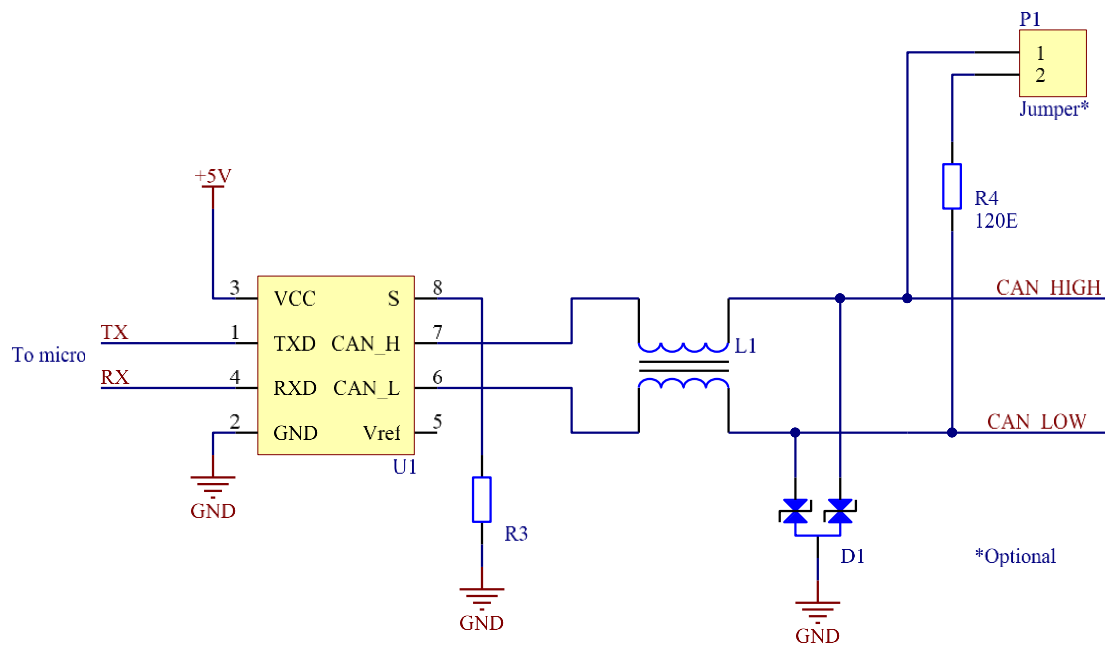 P1
1
2
Jumper*
+5V
R4
120E
3 VCC S 8
CAN_HIGH
TX 1 TXD CAN_H 7
To micro
L1
RX 4 RXD CAN_L 6
2 GND Vref 5
CAN_LOW
U1
GND
R3
D1
*Optional
GND
GND